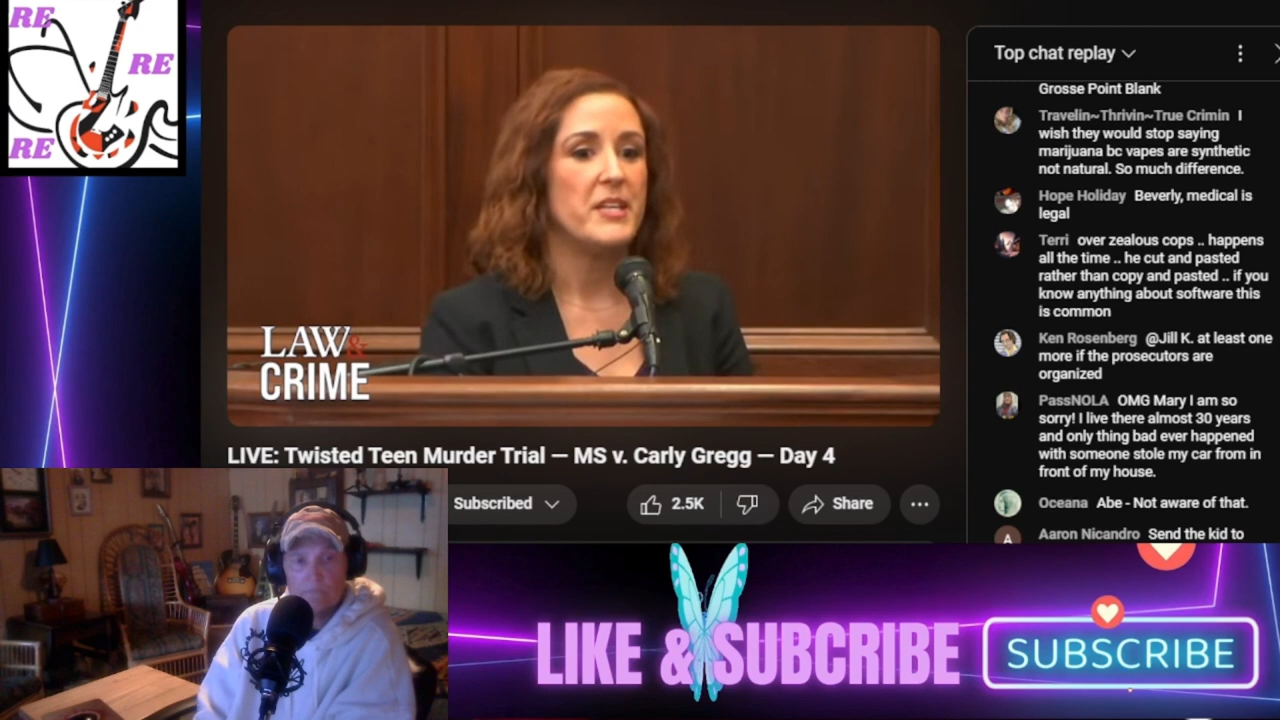 RE
RE
RE
LAW&
CRIME
LIVE: Twisted Teen Murder Trial — MS v. Carly Gregg — Day 4
Subscribed
2.5K
Share
Top chat replay
Grosse Point Blank
Travelin~Thrivin~True Crimin I
wish they would stop saying
marijuana bc vapes are synthetic
not natural. So much difference.
Hope Holiday Beverly, medical is
legal
Terri over zealous cops .. happens
all the time .. he cut and pasted
rather than copy and pasted .. if you
know anything about software this
is common
Ken Rosenberg @Jill K. at least one
more if the prosecutors are
organized
PassNOLA OMG Mary I am so
sorry! I live there almost 30 years
and only thing bad ever happened
with someone stole my car from in
front of my house.
Oceana Abe - Not aware of that.
A Aaron Nicandro Send the kid to
LIKE & SUBCRIBE
SUBSCRIBE